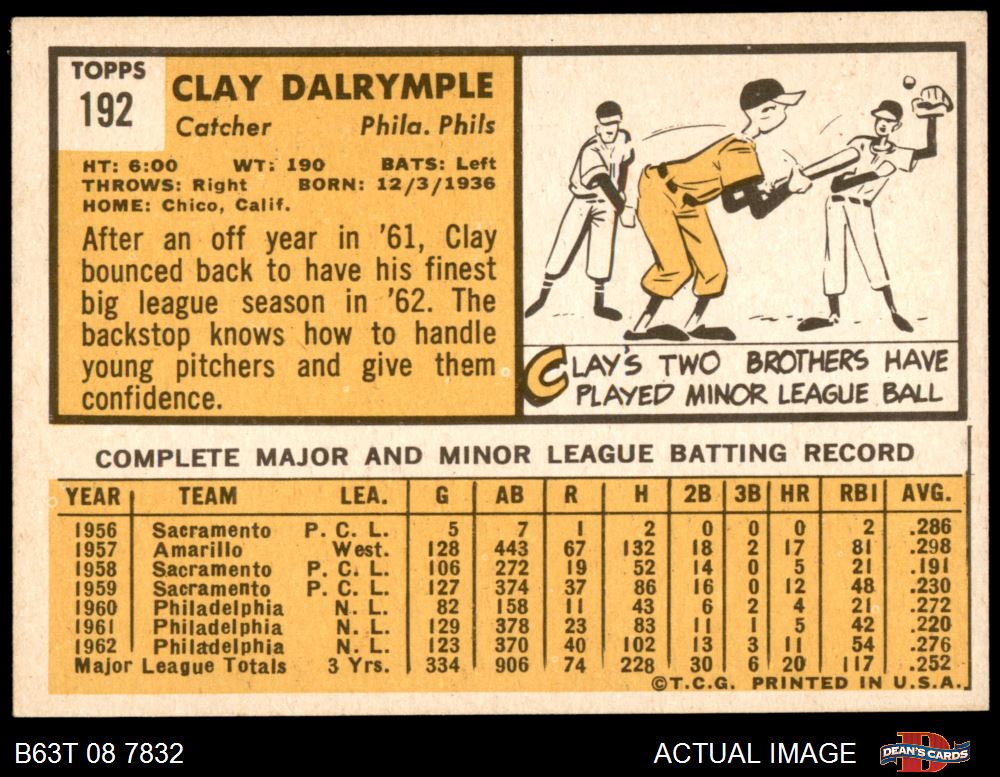 TOPPS
192
CLAY DALRYMPLE
Catcher Phila. Phils
HT: 6:00 WT: 190 BATS: Left
THROWS: Right BORN: 12/3/1936
HOME: Chico, Calif.
After an off year in '61, Clay
bounced back to have his finest
big league season in '62. The
backstop knows how to handle
young pitchers and give them
confidence.
CLAY'S TWO BROTHERS HAVE
PLAYED MINOR LEAGUE BALL
COMPLETE MAJOR AND MINOR LEAGUE BATTING RECORD
YEAR TEAM LEA. G AB R H 2B 3B HR RBI AVG.
1956 Sacramento P. C. L. 5 7 1 2 0 0 0 2 .286
1957 Amarillo West. 128 443 67 132 18 2 17 81 .298
1958 Sacramento P. C. L. 106 272 19 52 14 0 5 21 .191
1959 Sacramento P. C. L. 127 374 37 86 16 0 12 48 .230
1960 Philadelphia N. L. 82 158 11 43 6 2 4 21 .272
1961 Philadelphia N. L. 129 378 23 83 11 1 5 42 .220
1962 Philadelphia N. L. 123 370 40 102 13 3 11 54 .276
Major League Totals 3 Yrs. 334 906 74 228 30 6 20 117 .252
©T.C.G. PRINTED IN U.S.A.
B63T 08 7832 ACTUAL IMAGE DEAN'S CARDS